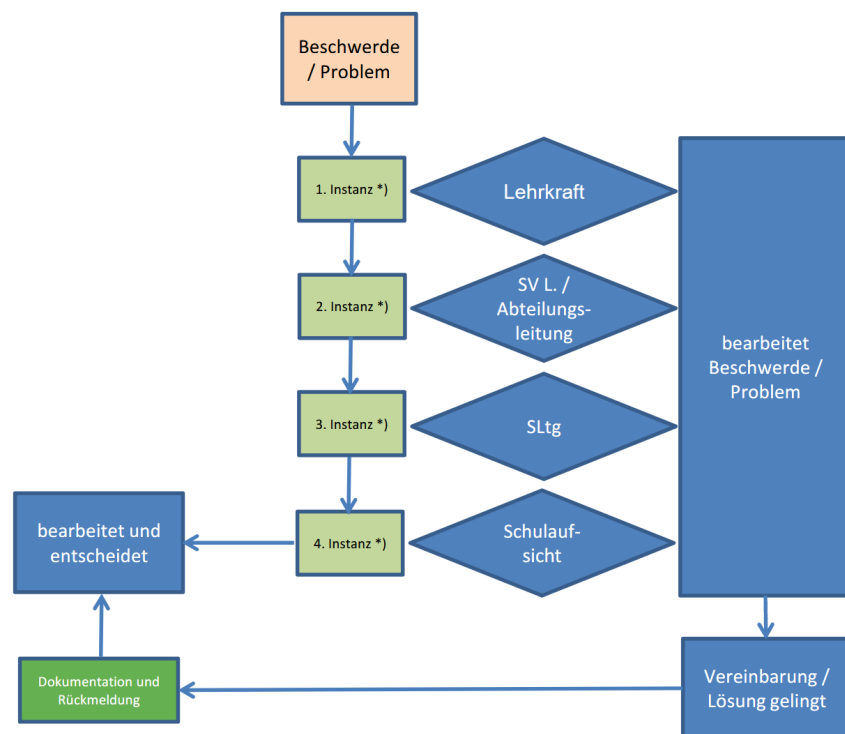 Beschwerde
/ Problem
1. Instanz *)
Lehrkraft
2. Instanz *)
SV L. /
Abteilungs-
leitung
bearbeitet
Beschwerde /
Problem
3. Instanz *)
SLtg
4. Instanz *)
Schulauf-
sicht
bearbeitet und
entscheidet
Vereinbarung /
Lösung gelingt
Dokumentation und
Rückmeldung